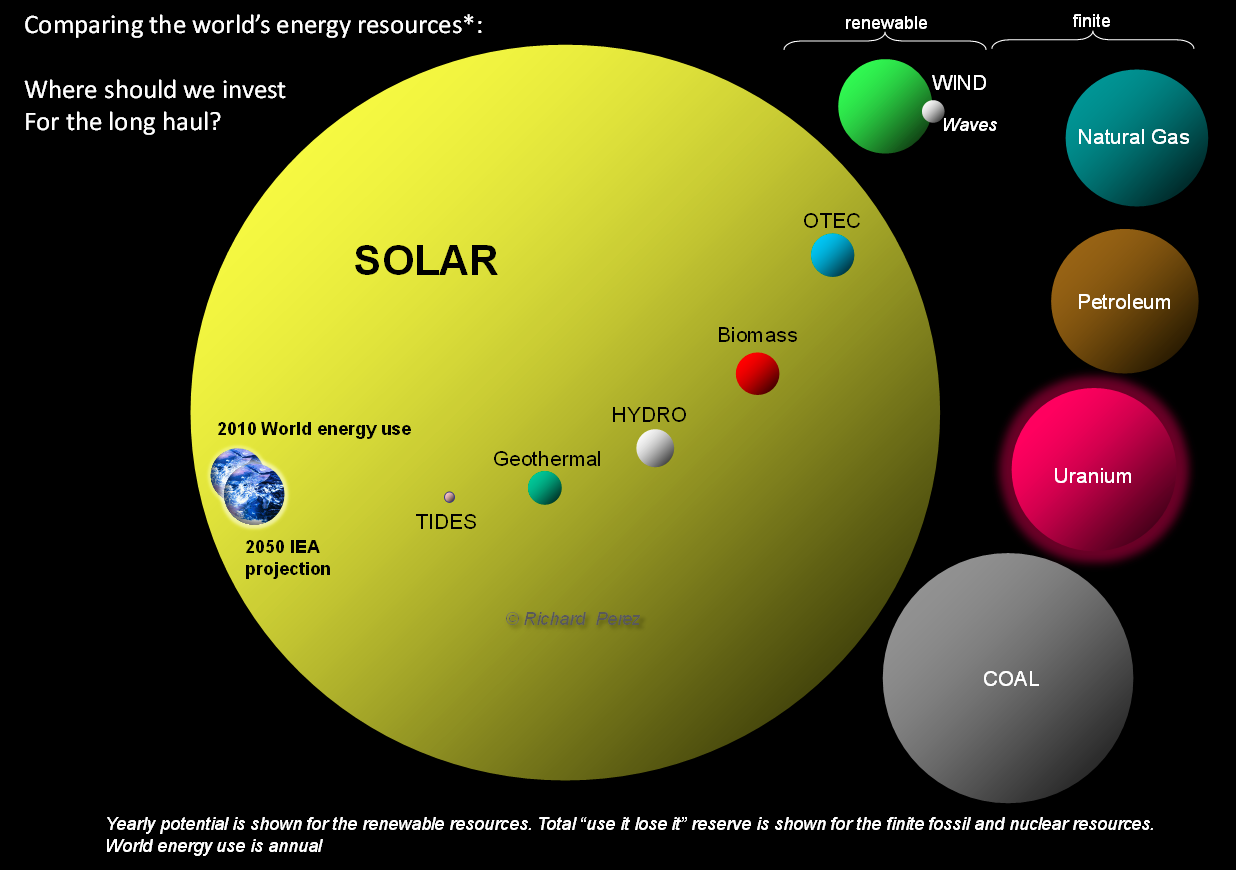 Comparing the world's energy resources*:
Where should we invest
For the long haul?
renewable
finite
WIND
Waves
Natural Gas
OTEC
SOLAR
Petroleum
Biomass
HYDRO
2010 World energy use
Geothermal
Uranium
TIDES
2050 IEA
projection
© Richard Perez
COAL
Yearly potential is shown for the renewable resources. Total “use it lose it” reserve is shown for the finite fossil and nuclear resources.
World energy use is annual